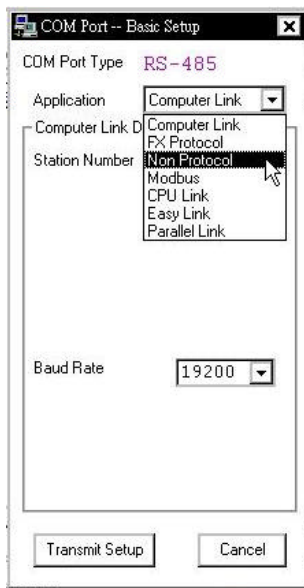 COM Port -- Basic Setup
COM Port Type RS-485
Application Computer Link
Computer Link D
Computer Link
FX Protocol
Non Protocol
Modbus
CPU Link
Easy Link
Parallel Link
Station Number
Baud Rate 19200
Transmit Setup Cancel